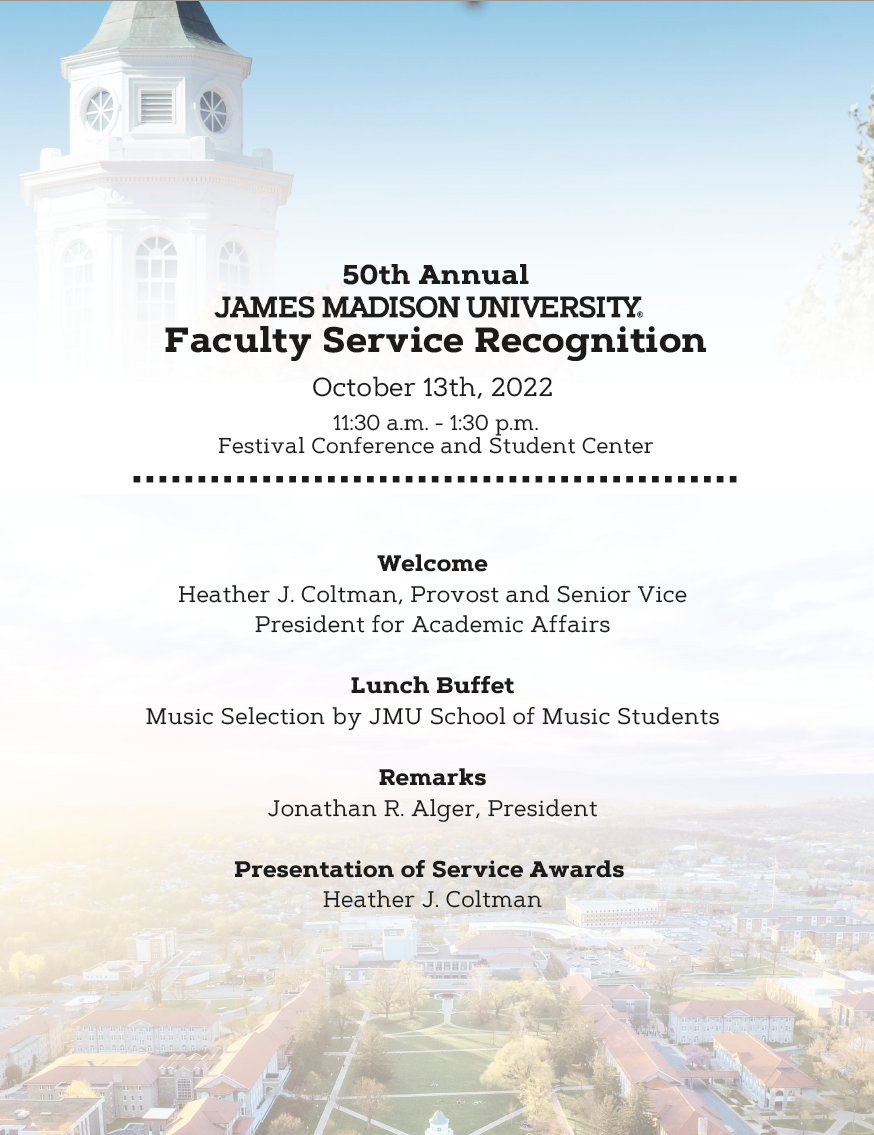 50th Annual
JAMES MADISON UNIVERSITY®
Faculty Service Recognition
October 13th, 2022
11:30 a.m. - 1:30 p.m.
Festival Conference and Student Center
Welcome
Heather J. Coltman, Provost and Senior Vice
President for Academic Affairs
Lunch Buffet
Music Selection by JMU School of Music Students
Remarks
Jonathan R. Alger, President
Presentation of Service Awards
Heather J. Coltman